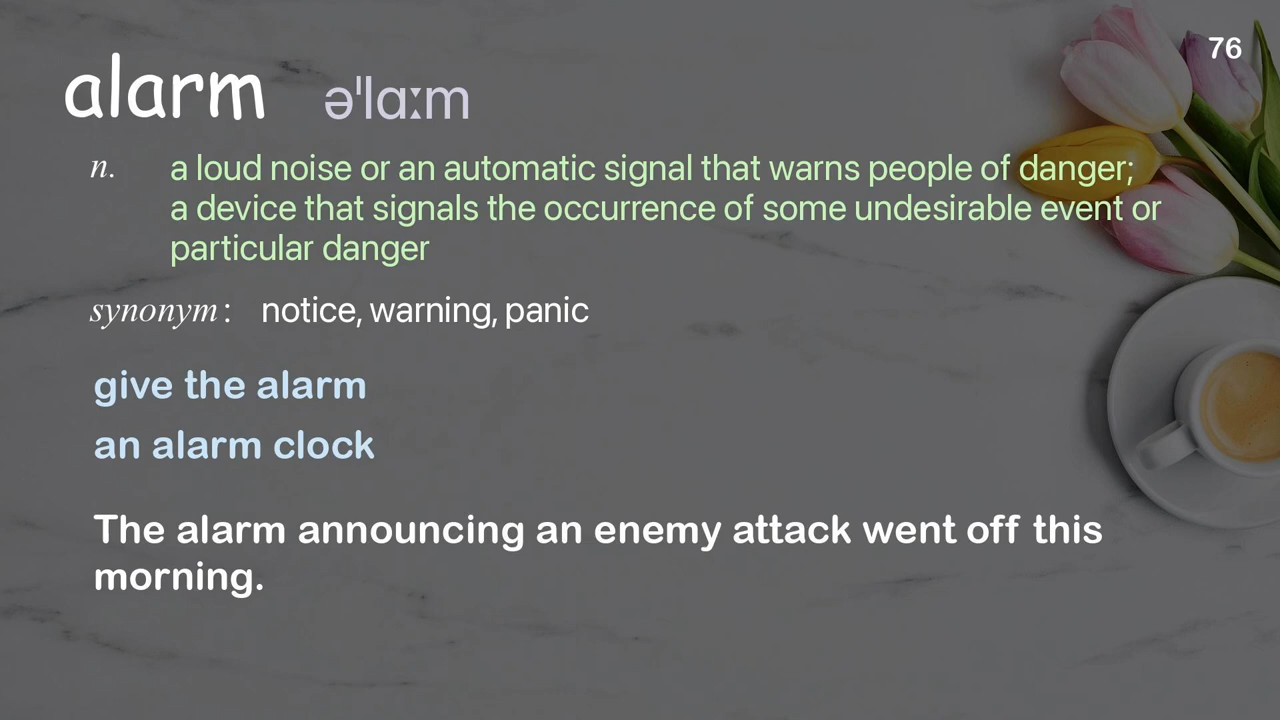 76
alarm əˈlɑːm
n. a loud noise or an automatic signal that warns people of danger;
a device that signals the occurrence of some undesirable event or
particular danger
synonym: notice, warning, panic
give the alarm
an alarm clock
The alarm announcing an enemy attack went off this
morning.